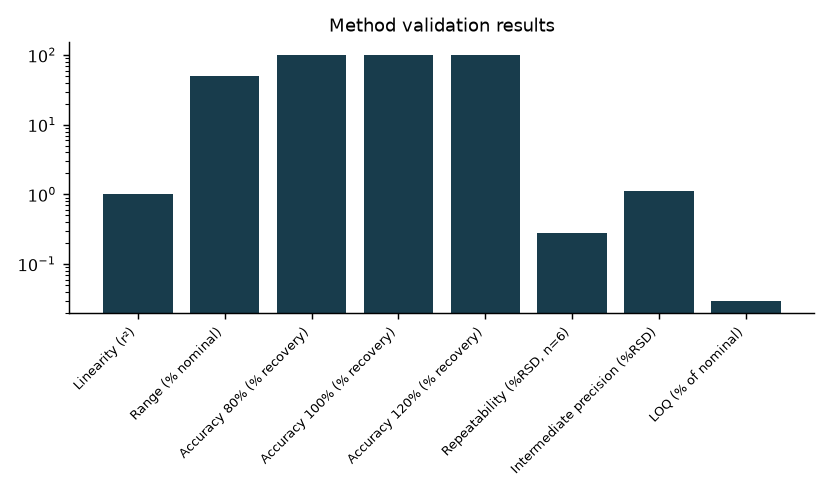 Method validation results
10²
10¹
10⁰
10⁻¹
Linearity (r²)
Range (% nominal)
Accuracy 80% (% recovery)
Accuracy 100% (% recovery)
Accuracy 120% (% recovery)
Repeatability (%RSD, n=6)
Intermediate precision (%RSD)
LOQ (% of nominal)